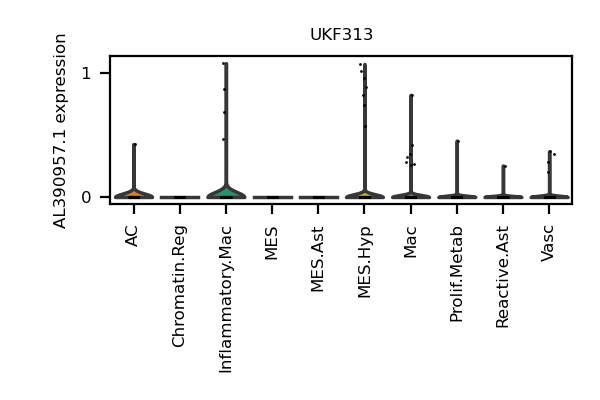 UKF313
AL390957.1 expression
1
0
AC
Chromatin.Reg
Inflammatory.Mac
MES
MES.Ast
MES.Hyp
Mac
Prolif.Metab
Reactive.Ast
Vasc